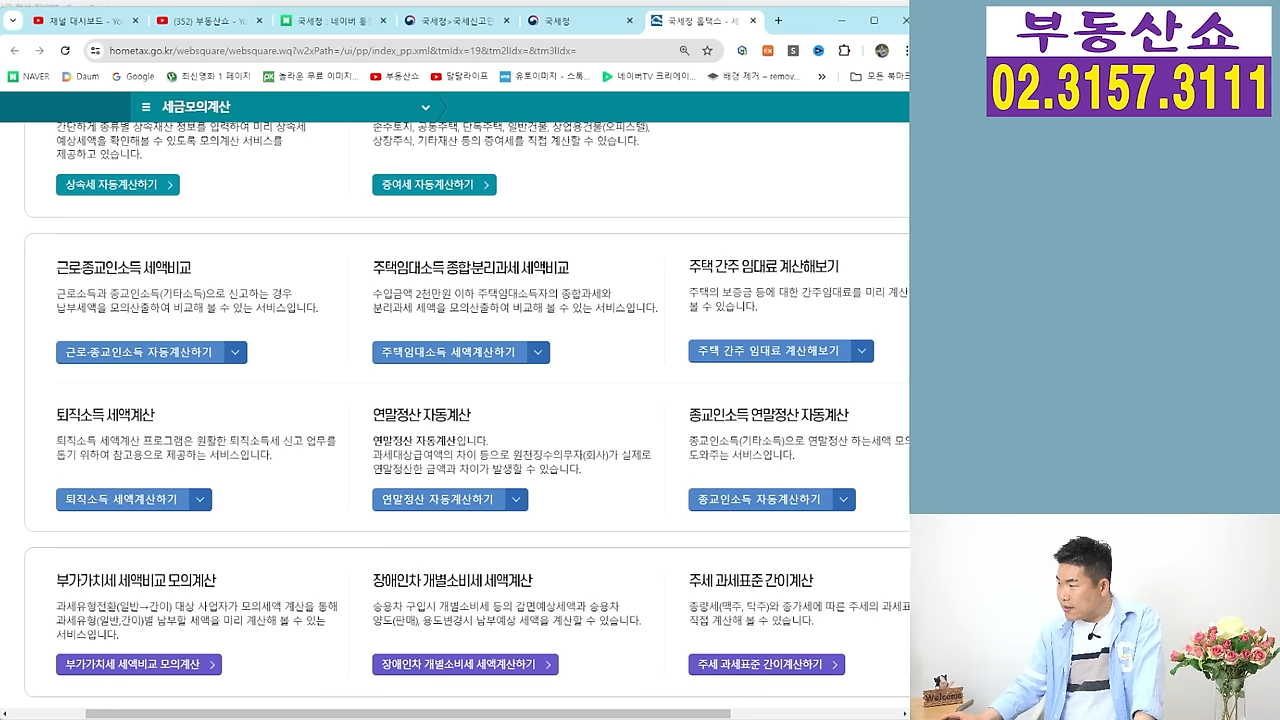 채널 대시보드 - Yo
(352) 부동산쇼 -
국세청 : 네이버 통
국세청>국세신고안
국세청
국세청 홈택스 - 세
hometax.go.kr/websquare/websquare.wq?w2xPath=/ui/pp/index_pp.xml&tmIdx=19&tm2lIdx=&tm3lIdx=
NAVER
Daum
Google
최신영화 1 페이지
놀라운 무료 이미지...
부동산쇼
달달라이프
유토이미지 - 스톡...
네이버TV 크리에이...
배경 제거 – remov...
모든 북마크
세금모의계산
간단하게 종류별 상속재산 정보를 입력하여 미리 상속세
예상세액을 확인해볼 수 있도록 모의계산 서비스를
제공하고 있습니다.
순수토지, 공동주택, 단독주택, 일반건물, 상업용건물(오피스텔),
상장주식, 기타재산 등의 증여세를 직접 계산할 수 있습니다.
상속세 자동계산하기
증여세 자동계산하기
근로·종교인소득 세액비교
근로소득과 종교인소득(기타소득)으로 신고하는 경우
납부세액을 모의산출하여 비교해 볼 수 있는 서비스입니다.
근로·종교인소득 자동계산하기
주택임대소득 종합·분리과세 세액비교
수입금액 2천만원 이하 주택임대소득자의 종합과세와
분리과세 세액을 모의산출하여 비교해 볼 수 있는 서비스입니다.
주택임대소득 세액계산하기
주택 간주 임대료 계산해보기
주택의 보증금 등에 대한 간주임대료를 미리 계산
볼 수 있습니다.
주택 간주 임대료 계산해보기
퇴직소득 세액계산
퇴직소득 세액계산 프로그램은 원활한 퇴직소득세 신고 업무를
돕기 위하여 참고용으로 제공하는 서비스입니다.
퇴직소득 세액계산하기
연말정산 자동계산
연말정산 자동계산입니다.
과세대상급여액의 차이 등으로 원천징수의무자(회사)가 실제로
연말정산한 금액과 차이가 발생할 수 있습니다.
연말정산 자동계산하기
종교인소득 연말정산 자동계산
종교인소득(기타소득)으로 연말정산 하는세액 모의
도와주는 서비스입니다.
종교인소득 자동계산하기
부가가치세 세액비교 모의계산
과세유형전환(일반→간이) 대상 사업자가 모의세액 계산을 통해
과세유형(일반,간이)별 납부할 세액을 미리 계산해 볼 수 있는
서비스입니다.
부가가치세 세액비교 모의계산
장애인차 개별소비세 세액계산
승용차 구입시 개별소비세 등의 감면예상세액과 승용차
양도(판매), 용도변경시 납부예상 세액을 계산할 수 있습니다.
장애인차 개별소비세 세액계산하기
주세 과세표준 간이계산
종량세(맥주, 탁주)와 종가세에 따른 주세의 과세표
직접 계산해 볼 수 있습니다.
주세 과세표준 간이계산하기
부동산쇼
02.3157.3111
Welcome